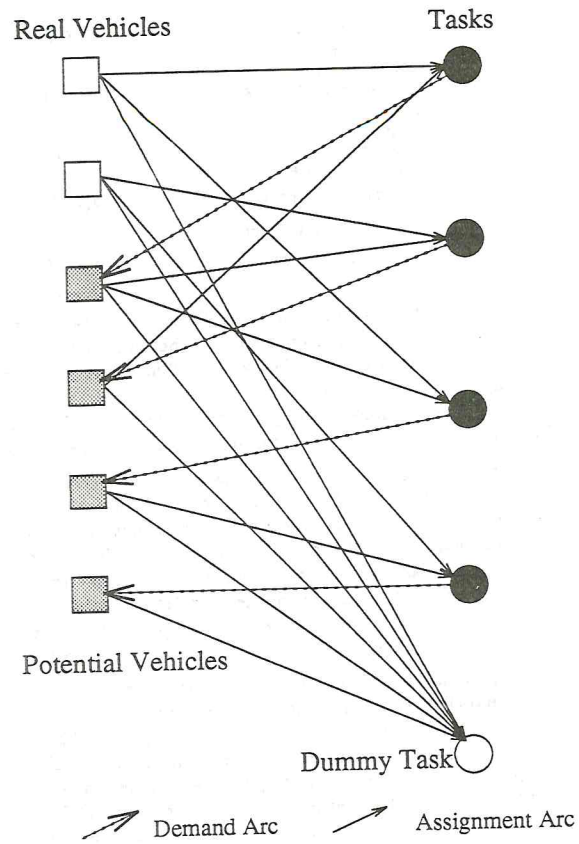 Real Vehicles
Tasks
Potential Vehicles
Dummy Task
Demand Arc
Assignment Arc